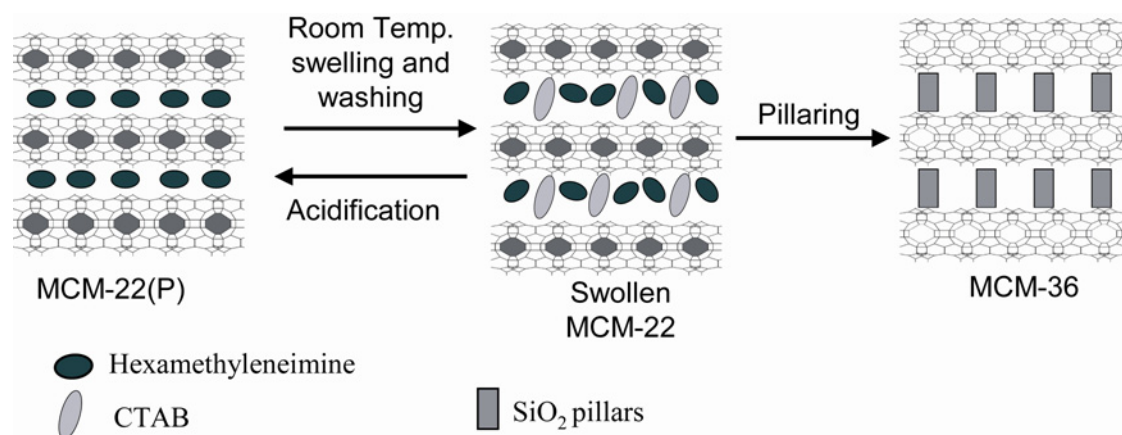 Room Temp.
swelling and
washing
Pillaring
Acidification
MCM-22(P)
Swollen
MCM-22
MCM-36
Hexamethyleneimine
CTAB
SiO₂ pillars